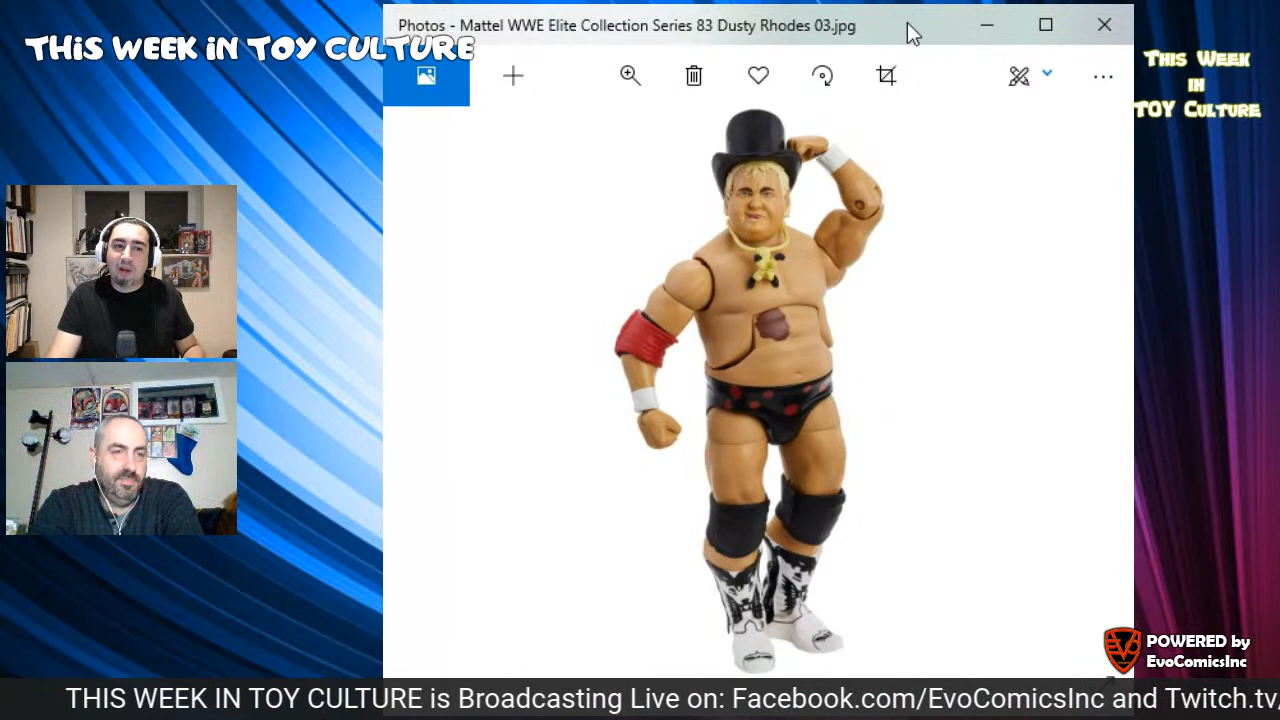 Photos - Mattel WWE Elite Collection Series 83 Dusty Rhodes 03.jpg
THiS WEEK iN TOY CULTURE
THiS WEEK
iN
TOY CULTURE
POWERED by
EvoComicsInc
THIS WEEK IN TOY CULTURE is Broadcasting Live on: Facebook.com/EvoComicsInc and Twitch.tv/